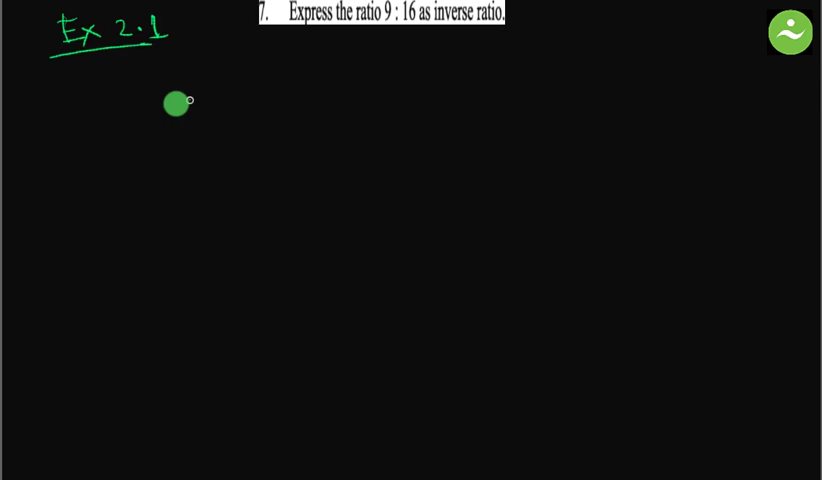 7. Express the ratio 9 : 16 as inverse ratio.
Ex 2.1